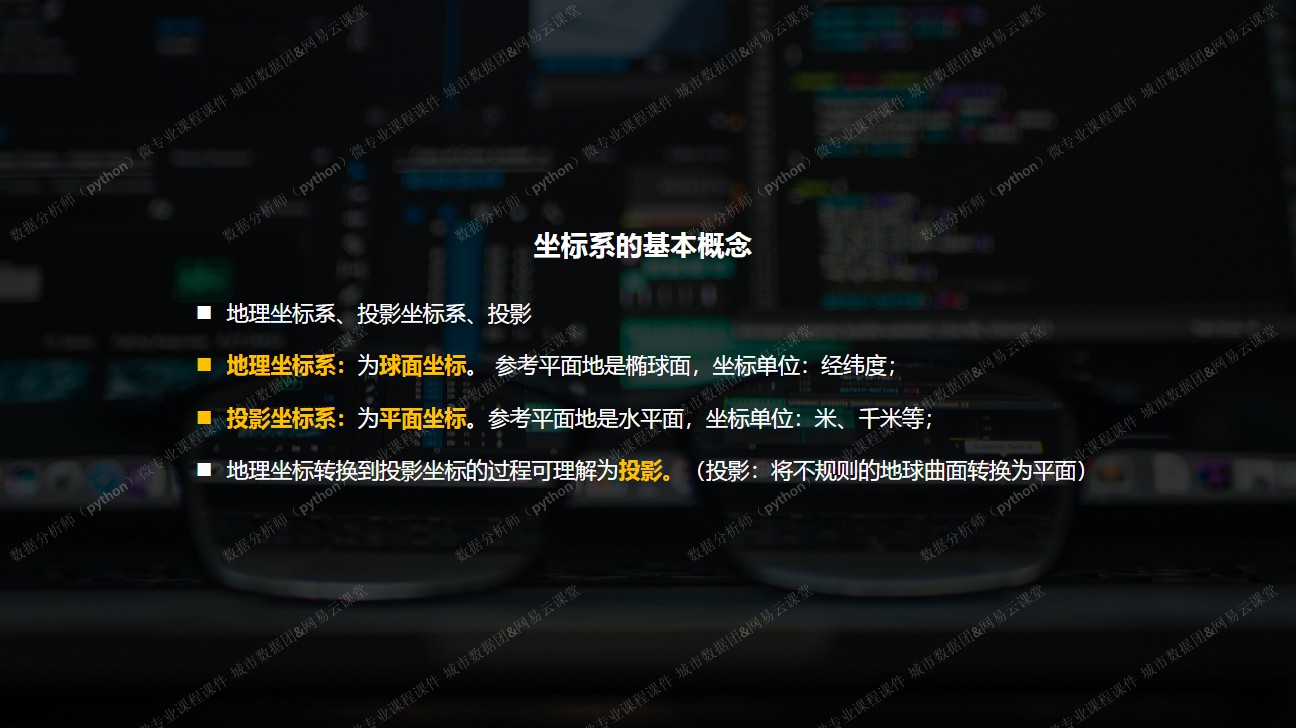 坐标系的基本概念
■ 地理坐标系、投影坐标系、投影
■ 地理坐标系：为球面坐标。 参考平面地是椭球面，坐标单位：经纬度；
■ 投影坐标系：为平面坐标。参考平面地是水平面，坐标单位：米、千米等；
■ 地理坐标转换到投影坐标的过程可理解为投影。（投影：将不规则的地球曲面转换为平面）
数据分析师（python）微专业课程课件 城市数据团&网易云课堂